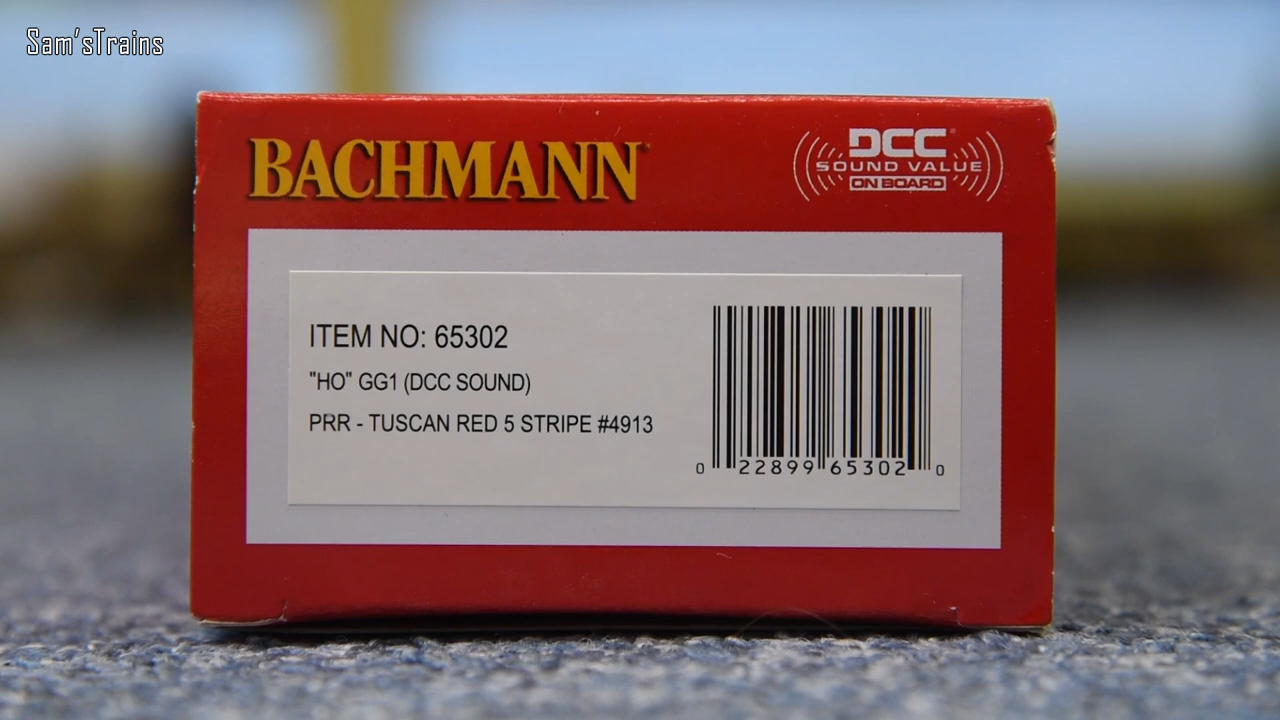 Sam'sTrains
BACHMANN
DCC
SOUND VALUE
ON BOARD
ITEM NO: 65302
"HO" GG1 (DCC SOUND)
PRR - TUSCAN RED 5 STRIPE #4913
0 22899 65302 0